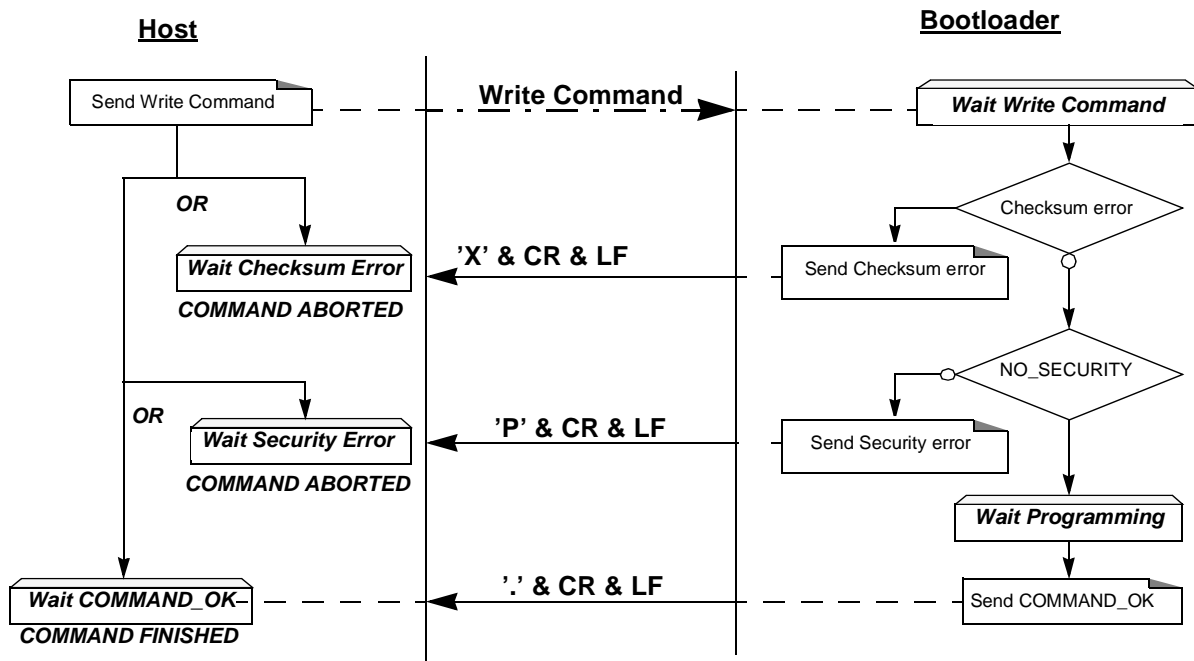 Host
Bootloader
Send Write Command
Write Command
Wait Write Command
OR
Checksum error
Wait Checksum Error
’X’ & CR & LF
Send Checksum error
COMMAND ABORTED
NO_SECURITY
OR
Wait Security Error
’P’ & CR & LF
Send Security error
COMMAND ABORTED
Wait Programming
Wait COMMAND_OK
’.’ & CR & LF
Send COMMAND_OK
COMMAND FINISHED